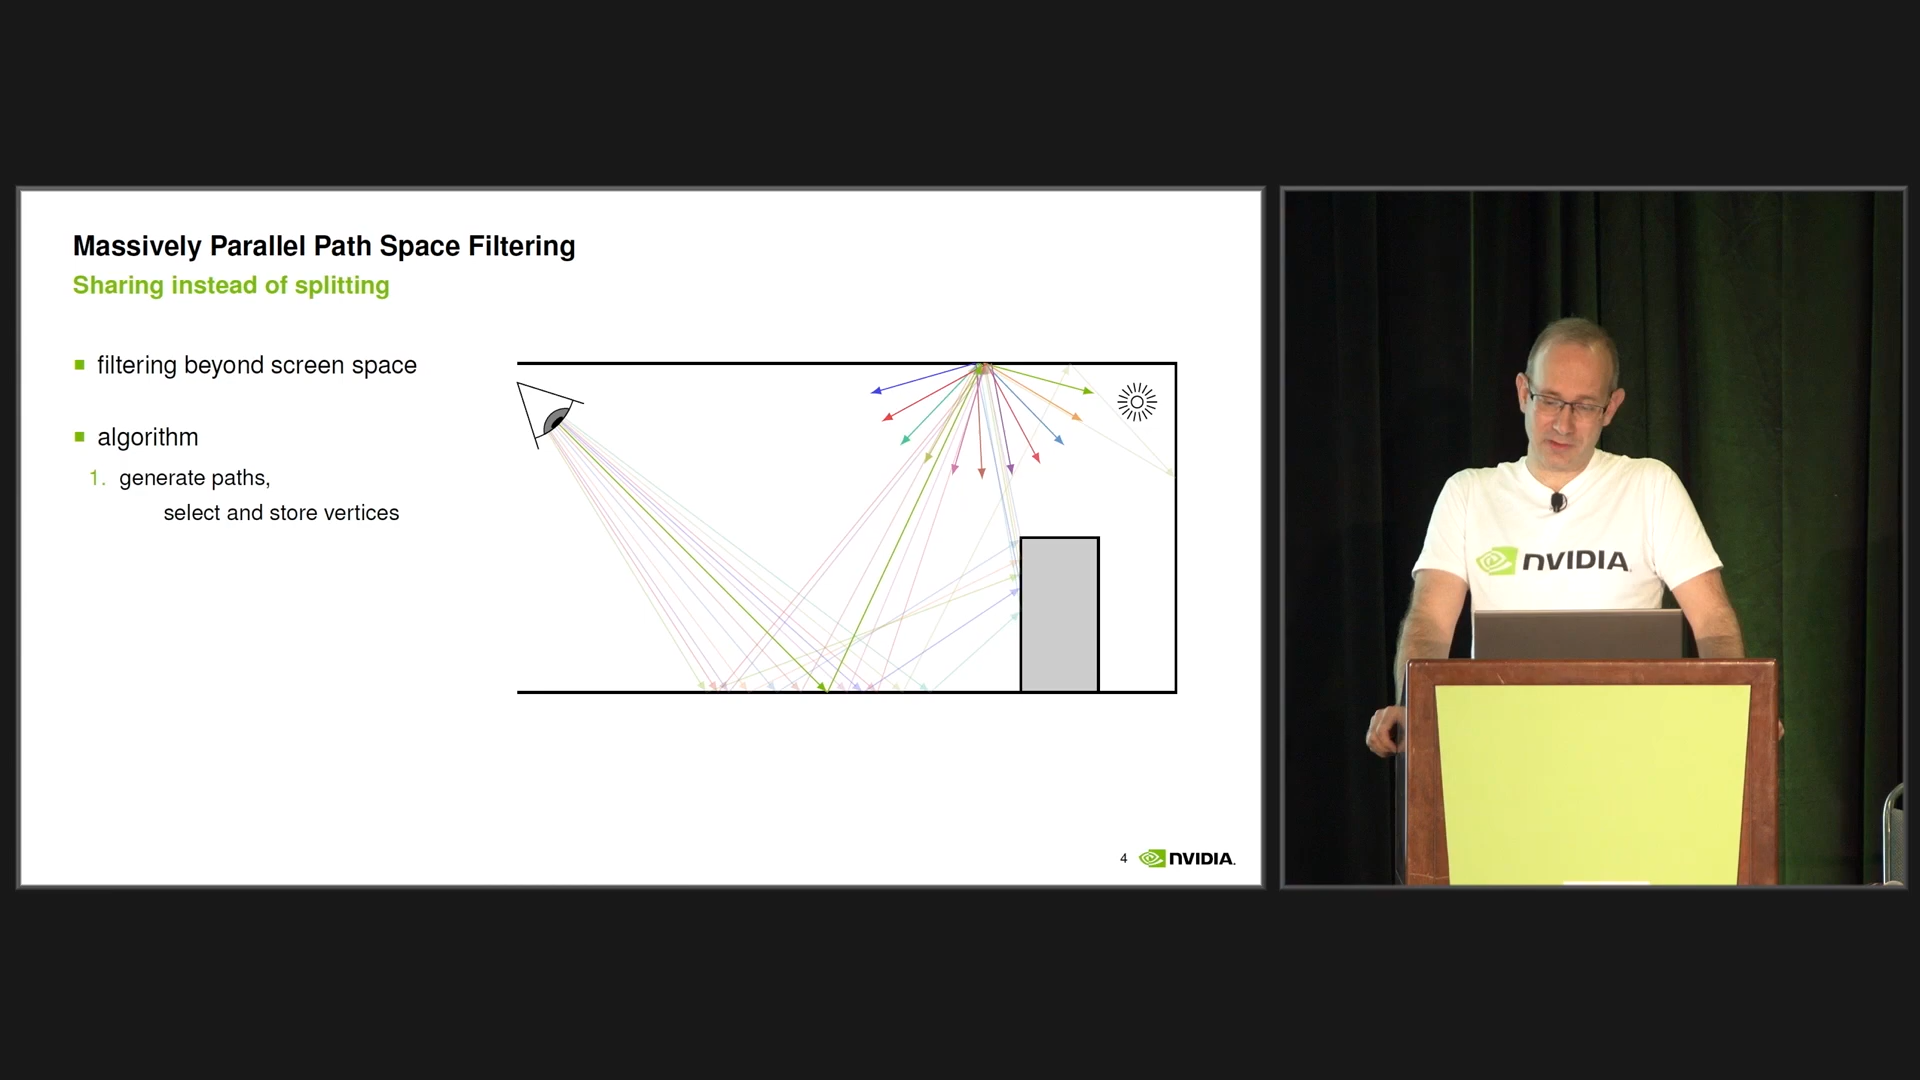 Massively Parallel Path Space Filtering
Sharing instead of splitting
filtering beyond screen space
algorithm
1. generate paths,
select and store vertices
4 NVIDIA.
NVIDIA.